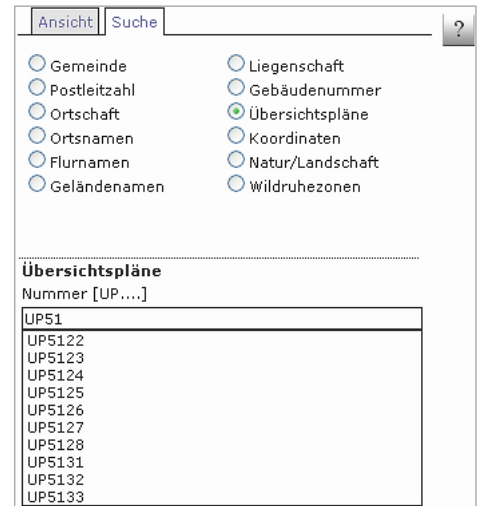 Ansicht Suche ?
Gemeinde Liegenschaft
Postleitzahl Gebäudenummer
Ortschaft Übersichtspläne
Ortsnamen Koordinaten
Flurnamen Natur/Landschaft
Geländenamen Wildruhezonen
Übersichtspläne
Nummer [UP....]
UP51
UP5122
UP5123
UP5124
UP5125
UP5126
UP5127
UP5128
UP5131
UP5132
UP5133